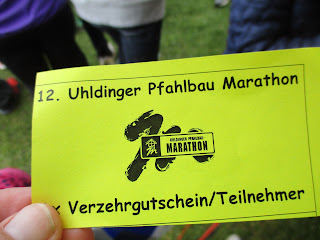 12. Uhldinger Pfahlbau Marathon
UHLDINGER PFAHLBAU
MARATHON
x Verzehrgutschein/Teilnehmer